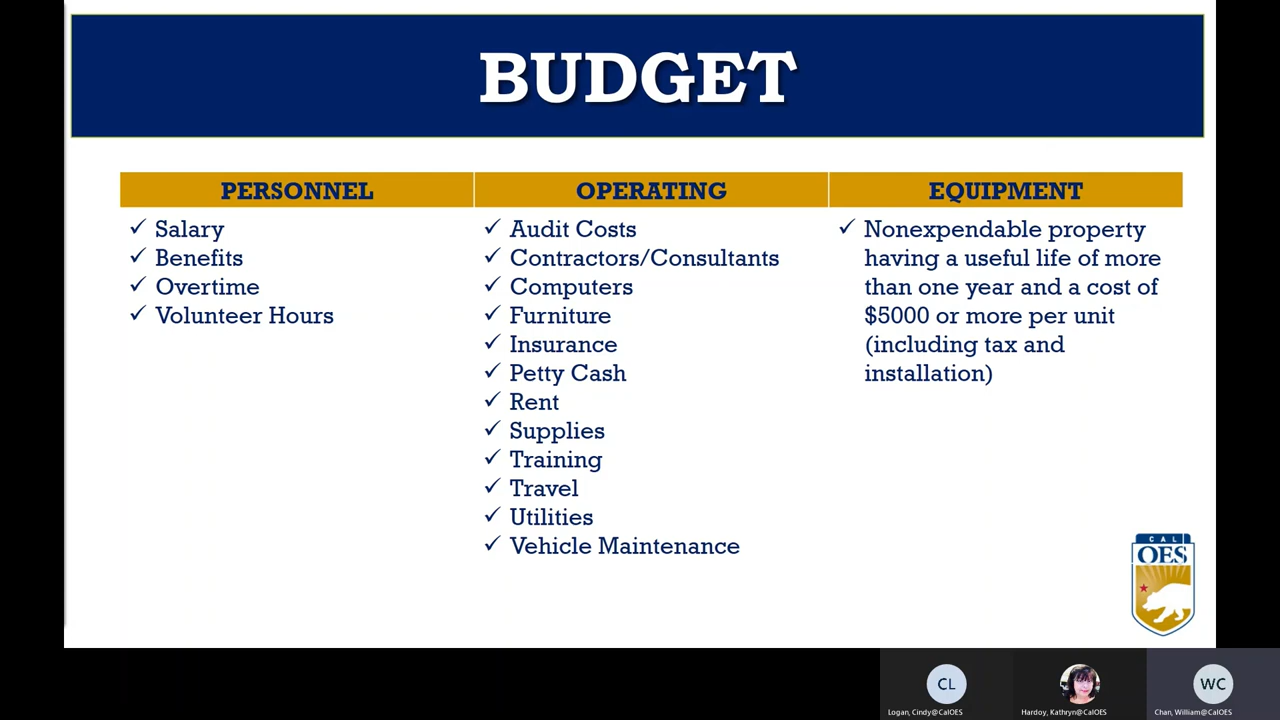 BUDGET
PERSONNEL
Salary
Benefits
Overtime
Volunteer Hours
OPERATING
Audit Costs
Contractors/Consultants
Computers
Furniture
Insurance
Petty Cash
Rent
Supplies
Training
Travel
Utilities
Vehicle Maintenance
EQUIPMENT
Nonexpendable property
having a useful life of more
than one year and a cost of
$5000 or more per unit
(including tax and
installation)
CAL
OES
CL
Logan, Cindy@CalOES
Hardoy, Kathryn@CalOES
WC
Chan, William@CalOES